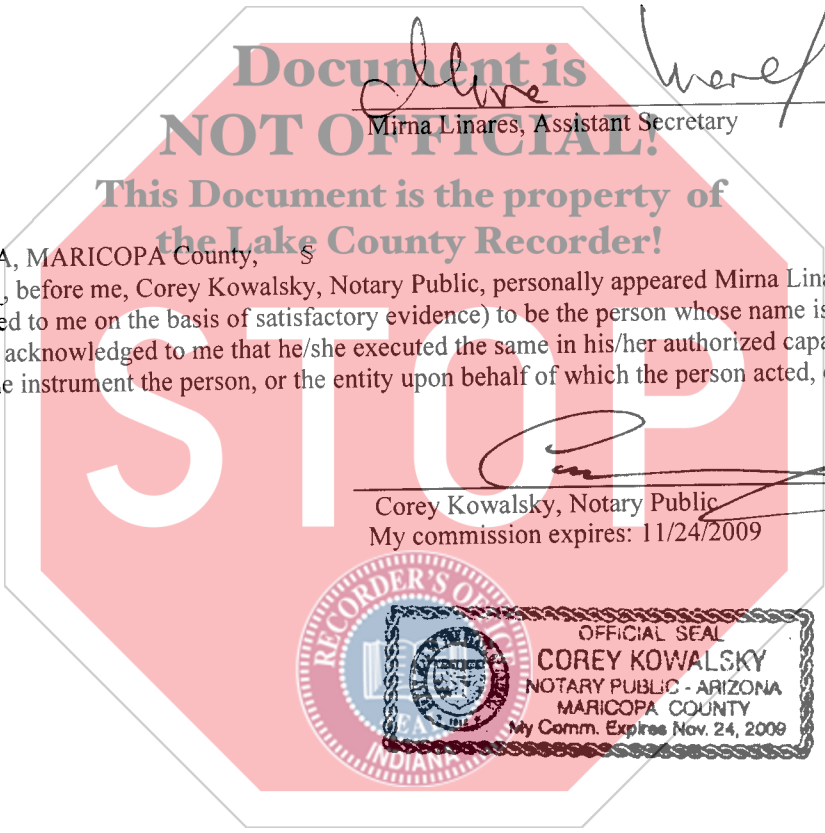 Document is
NOT OFFICIAL!
Mirna Linares, Assistant Secretary
This Document is the property of
the Lake County Recorder!
A, MARICOPA County, §
, before me, Corey Kowalsky, Notary Public, personally appeared Mirna Lina
ed to me on the basis of satisfactory evidence) to be the person whose name is
acknowledged to me that he/she executed the same in his/her authorized capa
e instrument the person, or the entity upon behalf of which the person acted,
STOP
Corey Kowalsky, Notary Public
My commission expires: 11/24/2009
RECORDER'S OFFICE
SEAL
INDIANA
OFFICIAL SEAL
COREY KOWALSKY
NOTARY PUBLIC - ARIZONA
MARICOPA COUNTY
My Comm. Expires Nov. 24, 2009